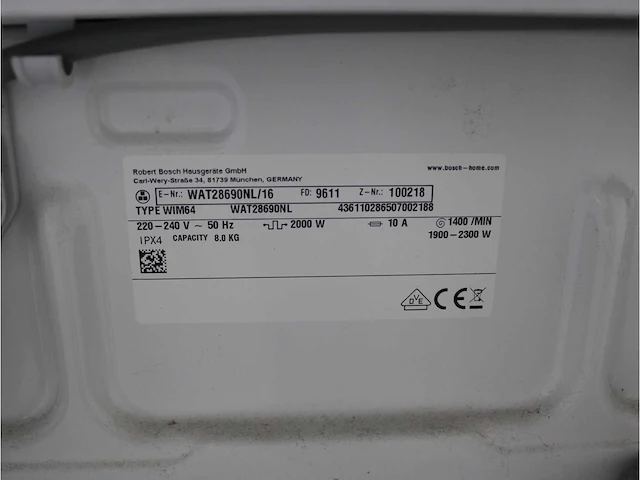 Robert Bosch Hausgeräte GmbH www.bosch-home.com
Carl-Wery-Straße 34, 81739 München, GERMANY
E-Nr.: WAT28690NL/16 FD: 9611 Z-Nr.: 100218
TYPE WIM64 WAT28690NL 436110286507002188
220-240 V ~ 50 Hz 2000 W 10 A 1400 /MIN
IPX4 CAPACITY 8.0 KG 1900-2300 W
DVE CE